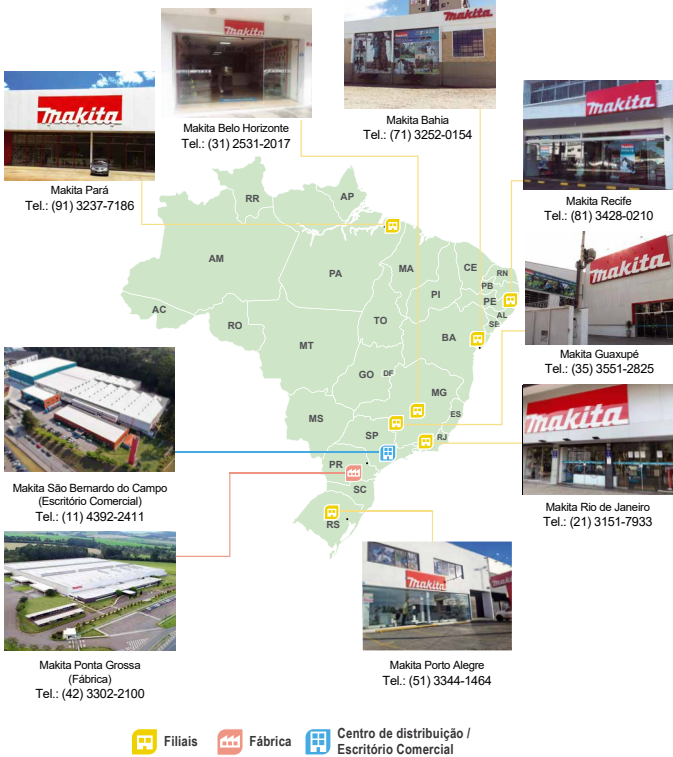 makita
makita
Makita Belo Horizonte
Tel.: (31) 2531-2017
Makita Bahia
Tel.: (71) 3252-0154
makita
Makita Pará
Tel.: (91) 3237-7186
makita
Makita Recife
Tel.: (81) 3428-0210
makita
Makita Guaxupé
Tel.: (35) 3551-2825
makita
Makita Rio de Janeiro
Tel.: (21) 3151-7933
RR
AP
AM
PA
MA
CE
RN
PB
PE
AL
SE
PI
AC
RO
TO
BA
MT
GO
DF
MG
ES
MS
SP
RJ
PR
SC
RS
Makita São Bernardo do Campo
(Escritório Comercial)
Tel.: (11) 4392-2411
Makita Ponta Grossa
(Fábrica)
Tel.: (42) 3302-2100
makita
Makita Porto Alegre
Tel.: (51) 3344-1464
Filiais
Fábrica
Centro de distribuição /
Escritório Comercial